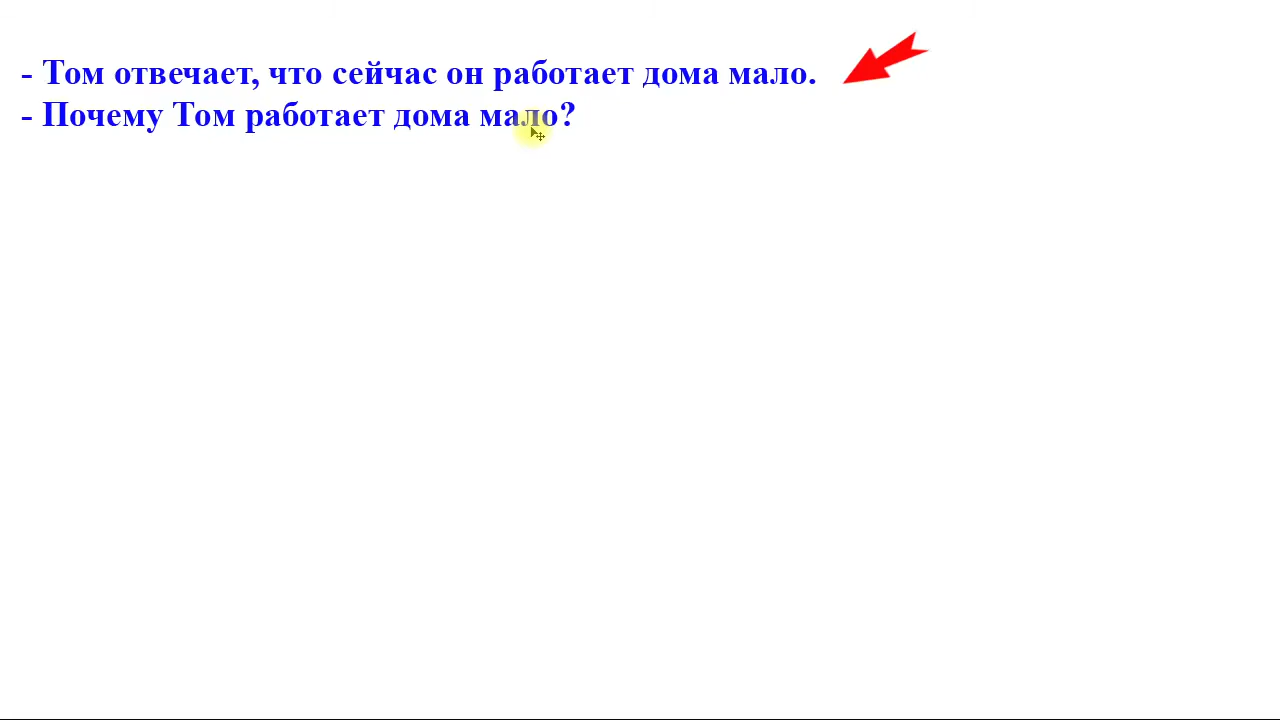 - Том отвечает, что сейчас он работает дома мало.
- Почему Том работает дома мало?